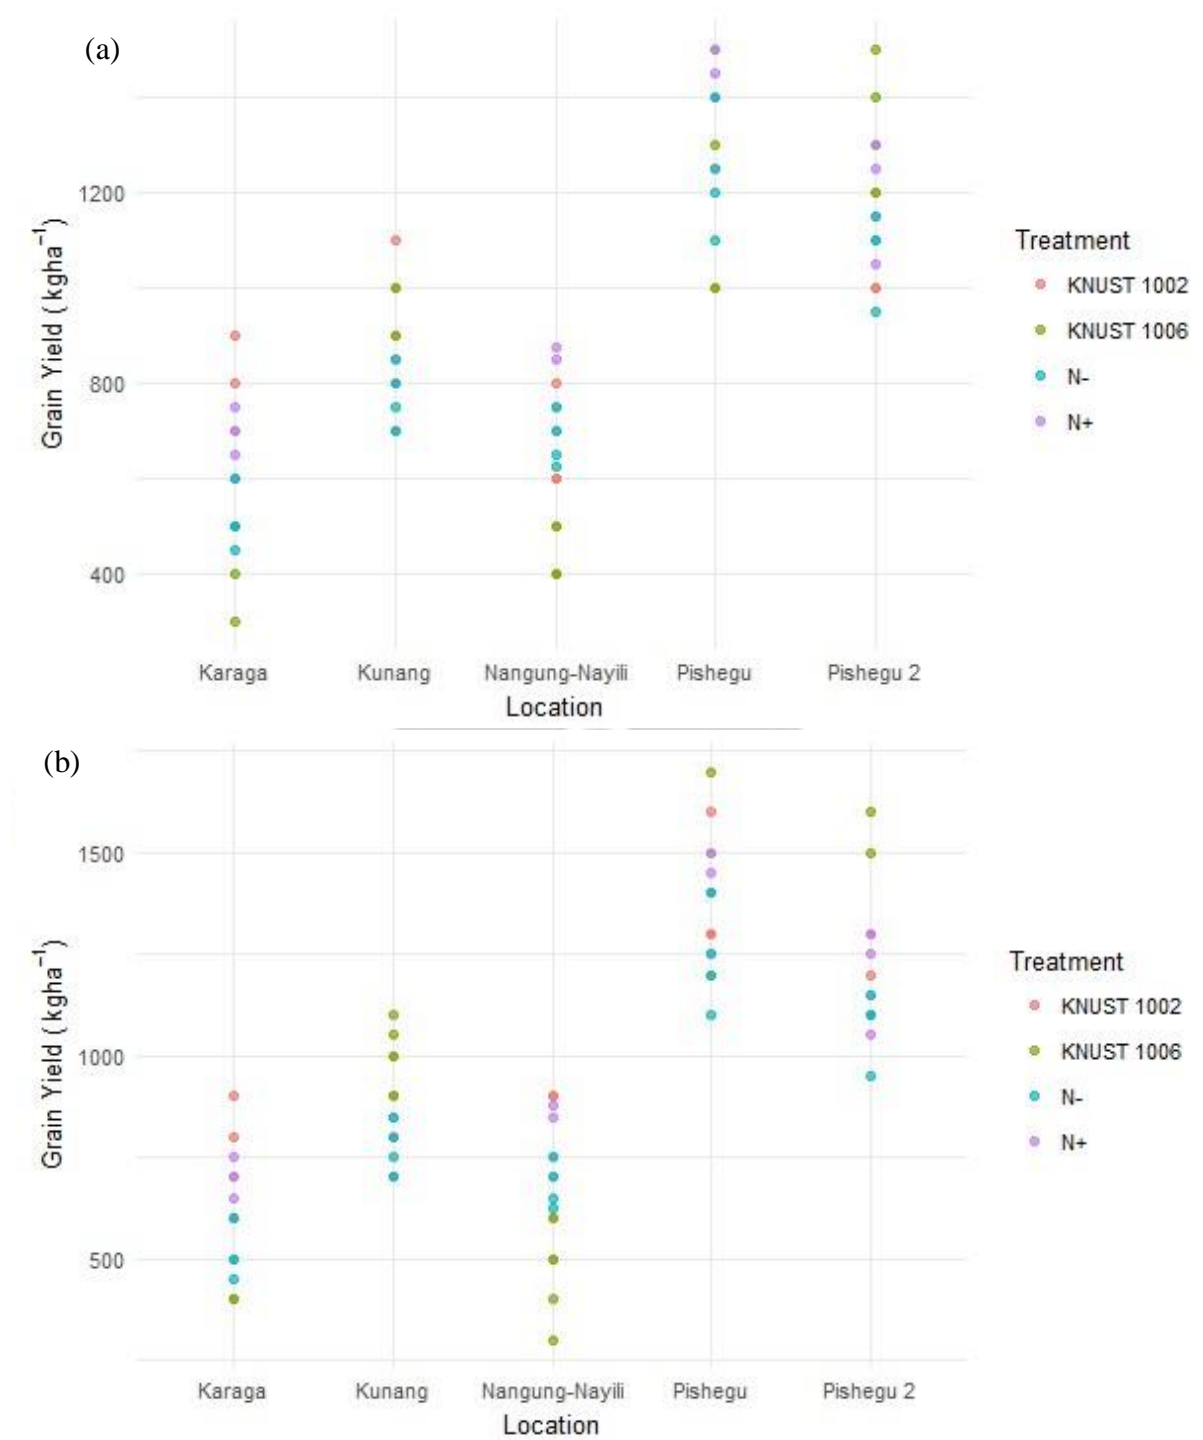 (a)
1200
800
400
Grain Yield ( kgha⁻¹)
Karaga Kunang Nangung-Nayili Pishegu Pishegu 2
Location
Treatment
KNUST 1002
KNUST 1006
N-
N+
(b)
1500
1000
500
Grain Yield ( kgha⁻¹)
Karaga Kunang Nangung-Nayili Pishegu Pishegu 2
Location
Treatment
KNUST 1002
KNUST 1006
N-
N+